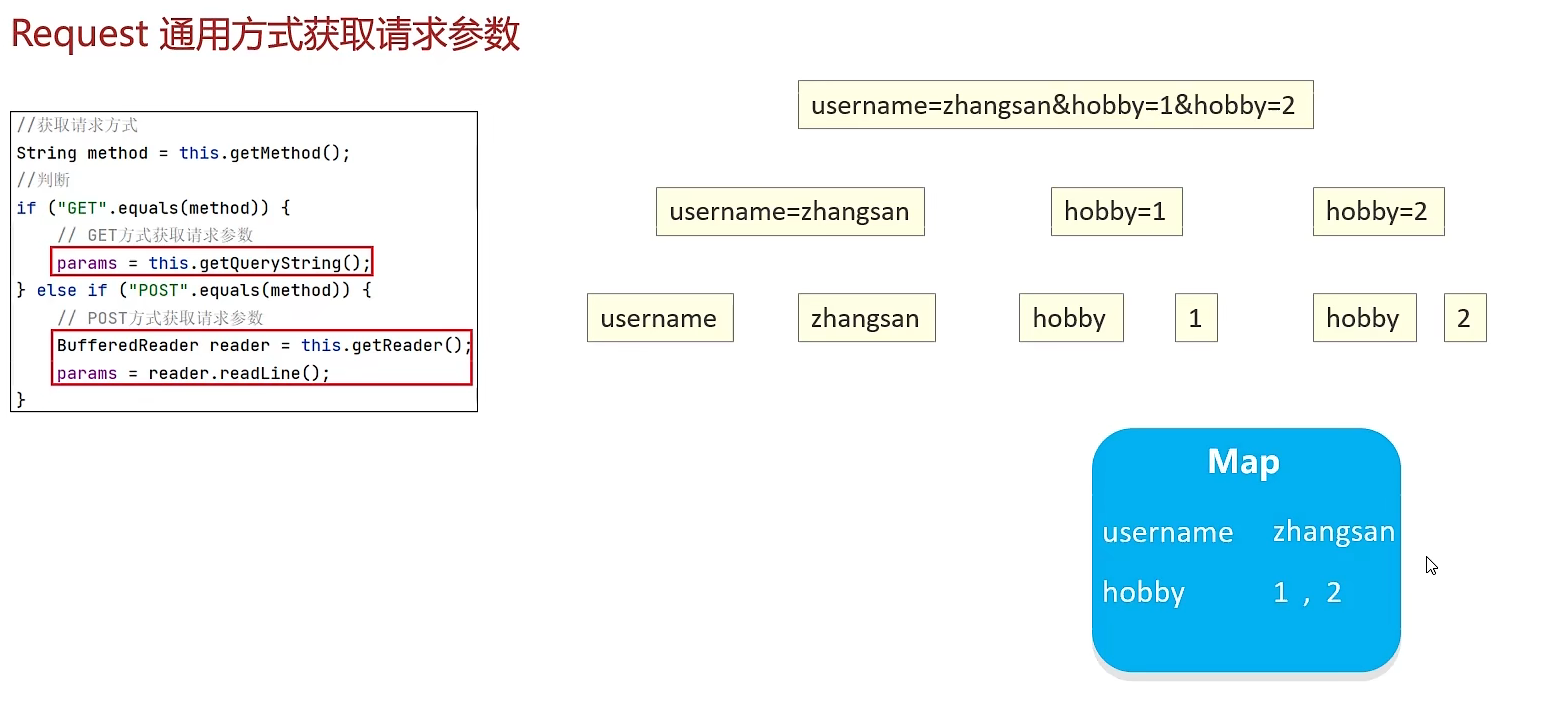 Request 通用方式获取请求参数
//获取请求方式
String method = this.getMethod();
//判断
if ("GET".equals(method)) {
// GET方式获取请求参数
params = this.getQueryString();
} else if ("POST".equals(method)) {
// POST方式获取请求参数
BufferedReader reader = this.getReader();
params = reader.readLine();
}
username=zhangsan&hobby=1&hobby=2
username=zhangsan hobby=1 hobby=2
username zhangsan hobby 1 hobby 2
Map
username zhangsan
hobby 1 , 2